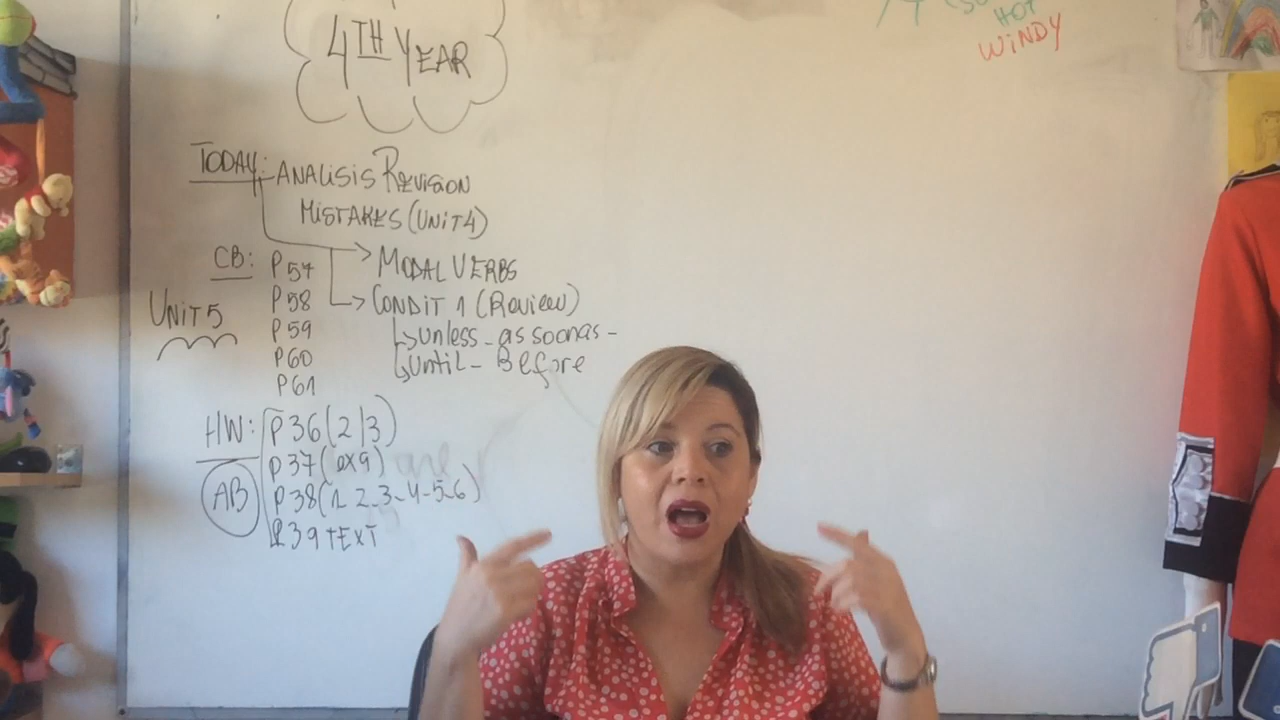 4TH YEAR
HOT
WINDY
TODAY: - ANALISIS REVISION
MISTAKES (UNIT 4)
CB: P57 > MODAL VERBS
UNIT 5 P58 -> CONDIT 1 (Review)
P59 unless - as soon as -
P60 until - Before
P61
HW: P36 (2/3)
P37 (ex9)
AB P38 (1-2-3-4-5-6)
P39 TEXT